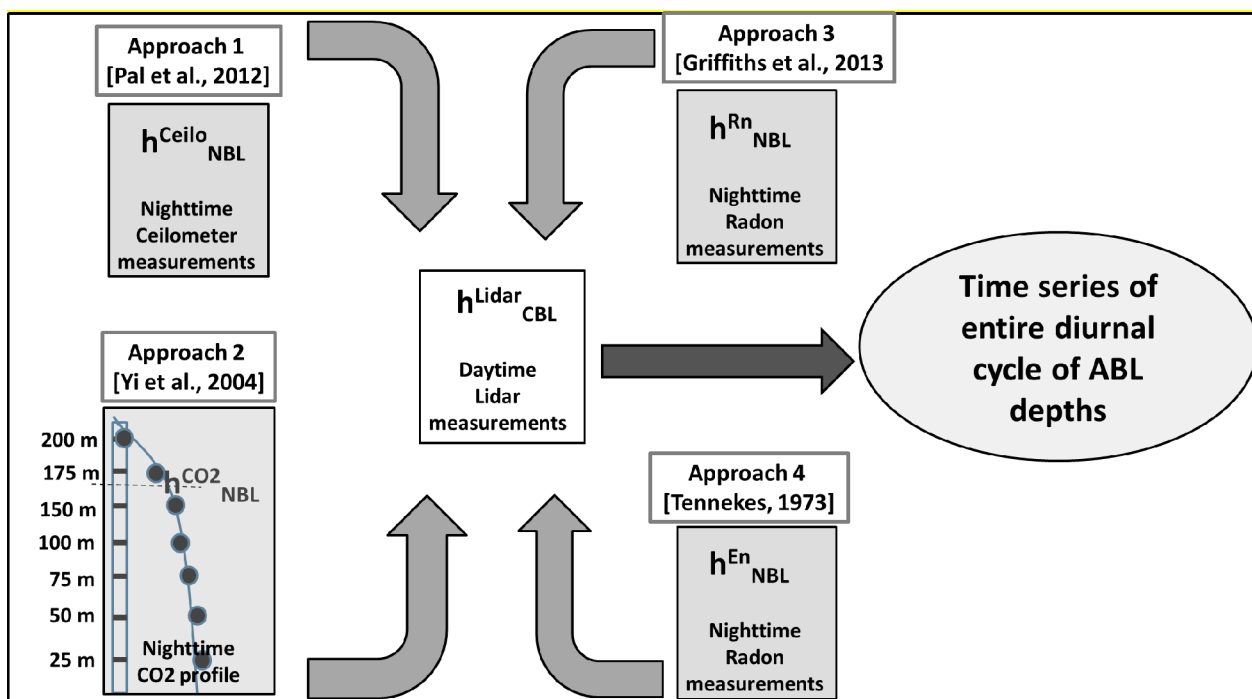 Approach 1
[Pal et al., 2012]
h^Ceilo_NBL
Nighttime
Ceilometer
measurements
Approach 2
[Yi et al., 2004]
200 m
175 m
h^CO2_NBL
150 m
100 m
75 m
50 m
25 m
Nighttime
CO2 profile
h^Lidar_CBL
Daytime
Lidar
measurements
Approach 3
[Griffiths et al., 2013
h^Rn_NBL
Nighttime
Radon
measurements
Approach 4
[Tennekes, 1973]
h^En_NBL
Nighttime
Radon
measurements
Time series of
entire diurnal
cycle of ABL
depths